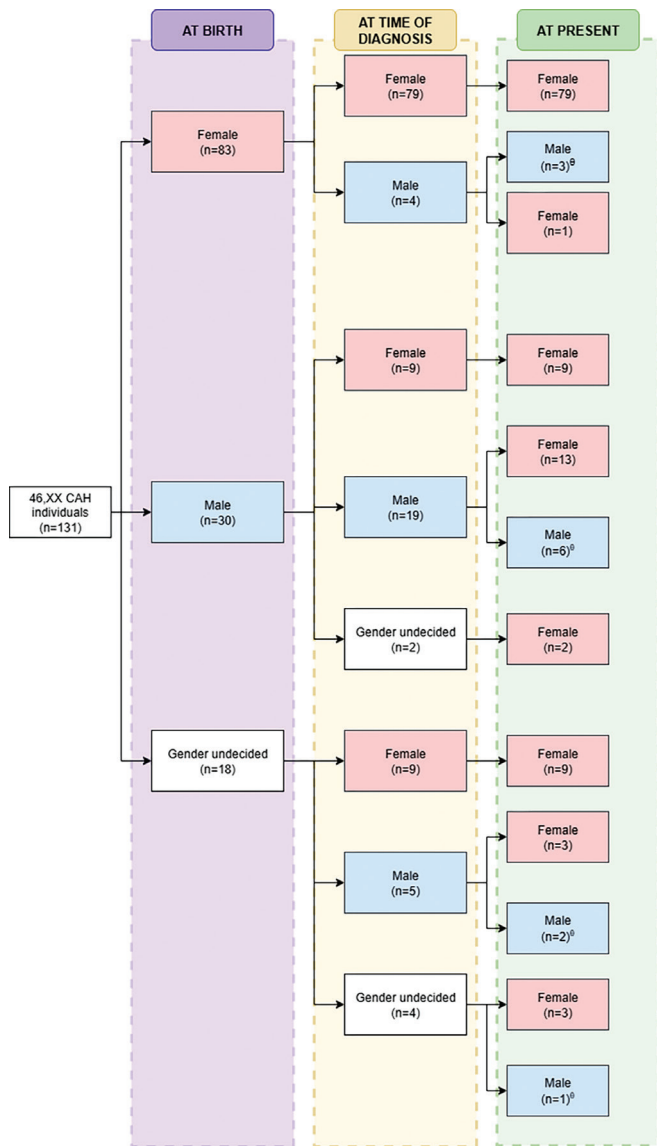 AT BIRTH
AT TIME OF
DIAGNOSIS
AT PRESENT
Female
(n=79)
Female
(n=79)
Female
(n=83)
Male
(n=3)ᶿ
Male
(n=4)
Female
(n=1)
Female
(n=9)
Female
(n=9)
Female
(n=13)
46,XX CAH
individuals
(n=131)
Male
(n=30)
Male
(n=19)
Male
(n=6)ᶿ
Gender undecided
(n=2)
Female
(n=2)
Gender undecided
(n=18)
Female
(n=9)
Female
(n=9)
Female
(n=3)
Male
(n=5)
Male
(n=2)ᶿ
Gender undecided
(n=4)
Female
(n=3)
Male
(n=1)ᶿ